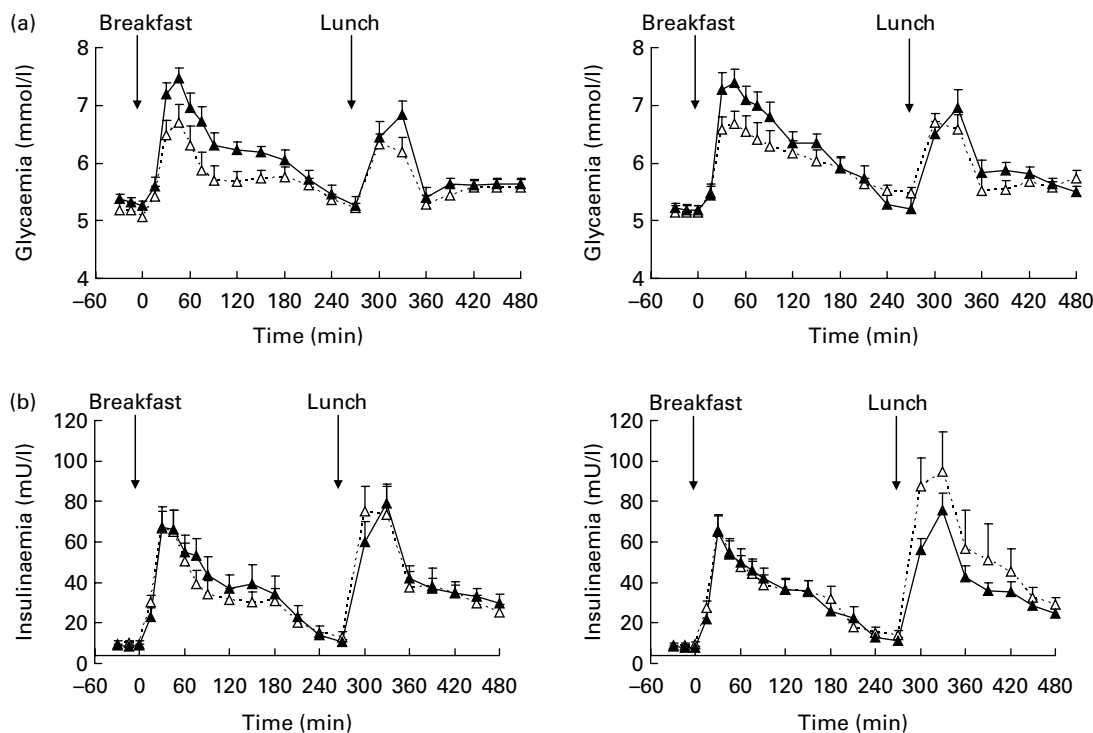 (a)
Breakfast
Lunch
8
7
6
5
4
Glycaemia (mmol/l)
–60 0 60 120 180 240 300 360 420 480
Time (min)
Breakfast
Lunch
8
7
6
5
4
Glycaemia (mmol/l)
–60 0 60 120 180 240 300 360 420 480
Time (min)
(b)
Breakfast
Lunch
120
100
80
60
40
20
0
Insulinaemia (mU/l)
–60 0 60 120 180 240 300 360 420 480
Time (min)
Breakfast
Lunch
120
100
80
60
40
20
0
Insulinaemia (mU/l)
–60 0 60 120 180 240 300 360 420 480
Time (min)